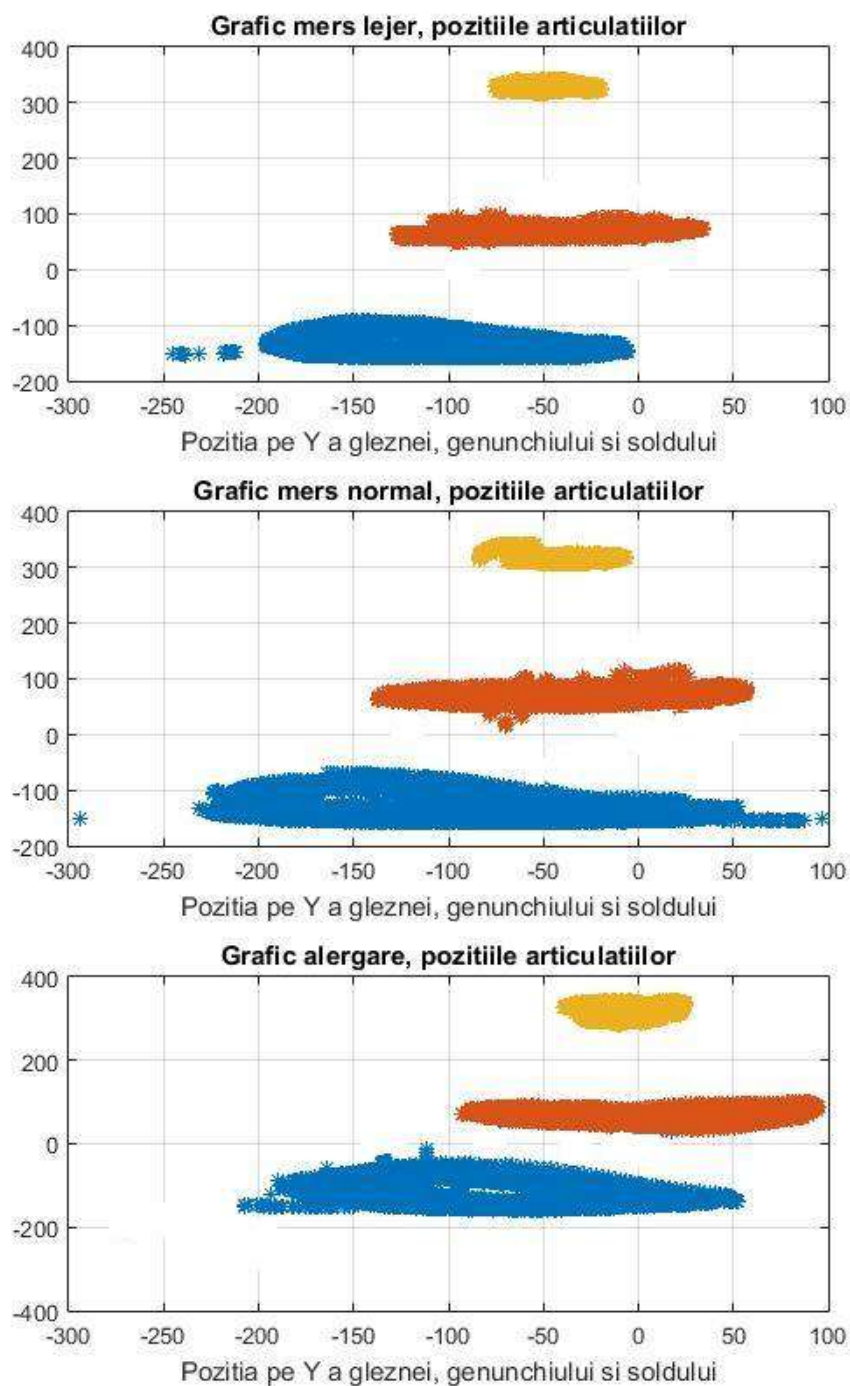 Grafic mers lejer, pozitiile articulatiilor
400
300
200
100
0
-100
-200
-300 -250 -200 -150 -100 -50 0 50 100
Pozitia pe Y a gleznei, genunchiului si soldului
Grafic mers normal, pozitiile articulatiilor
400
300
200
100
0
-100
-200
-300 -250 -200 -150 -100 -50 0 50 100
Pozitia pe Y a gleznei, genunchiului si soldului
Grafic alergare, pozitiile articulatiilor
400
200
0
-200
-400
-300 -250 -200 -150 -100 -50 0 50 100
Pozitia pe Y a gleznei, genunchiului si soldului